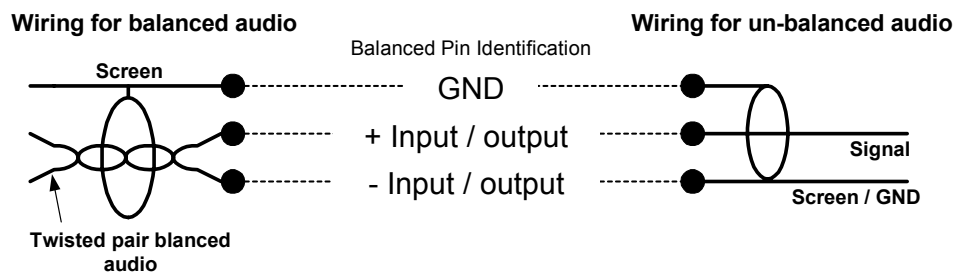 Wiring for balanced audio
Wiring for un-balanced audio
Balanced Pin Identification
Screen
GND
+ Input / output
Signal
- Input / output
Screen / GND
Twisted pair blanced
audio